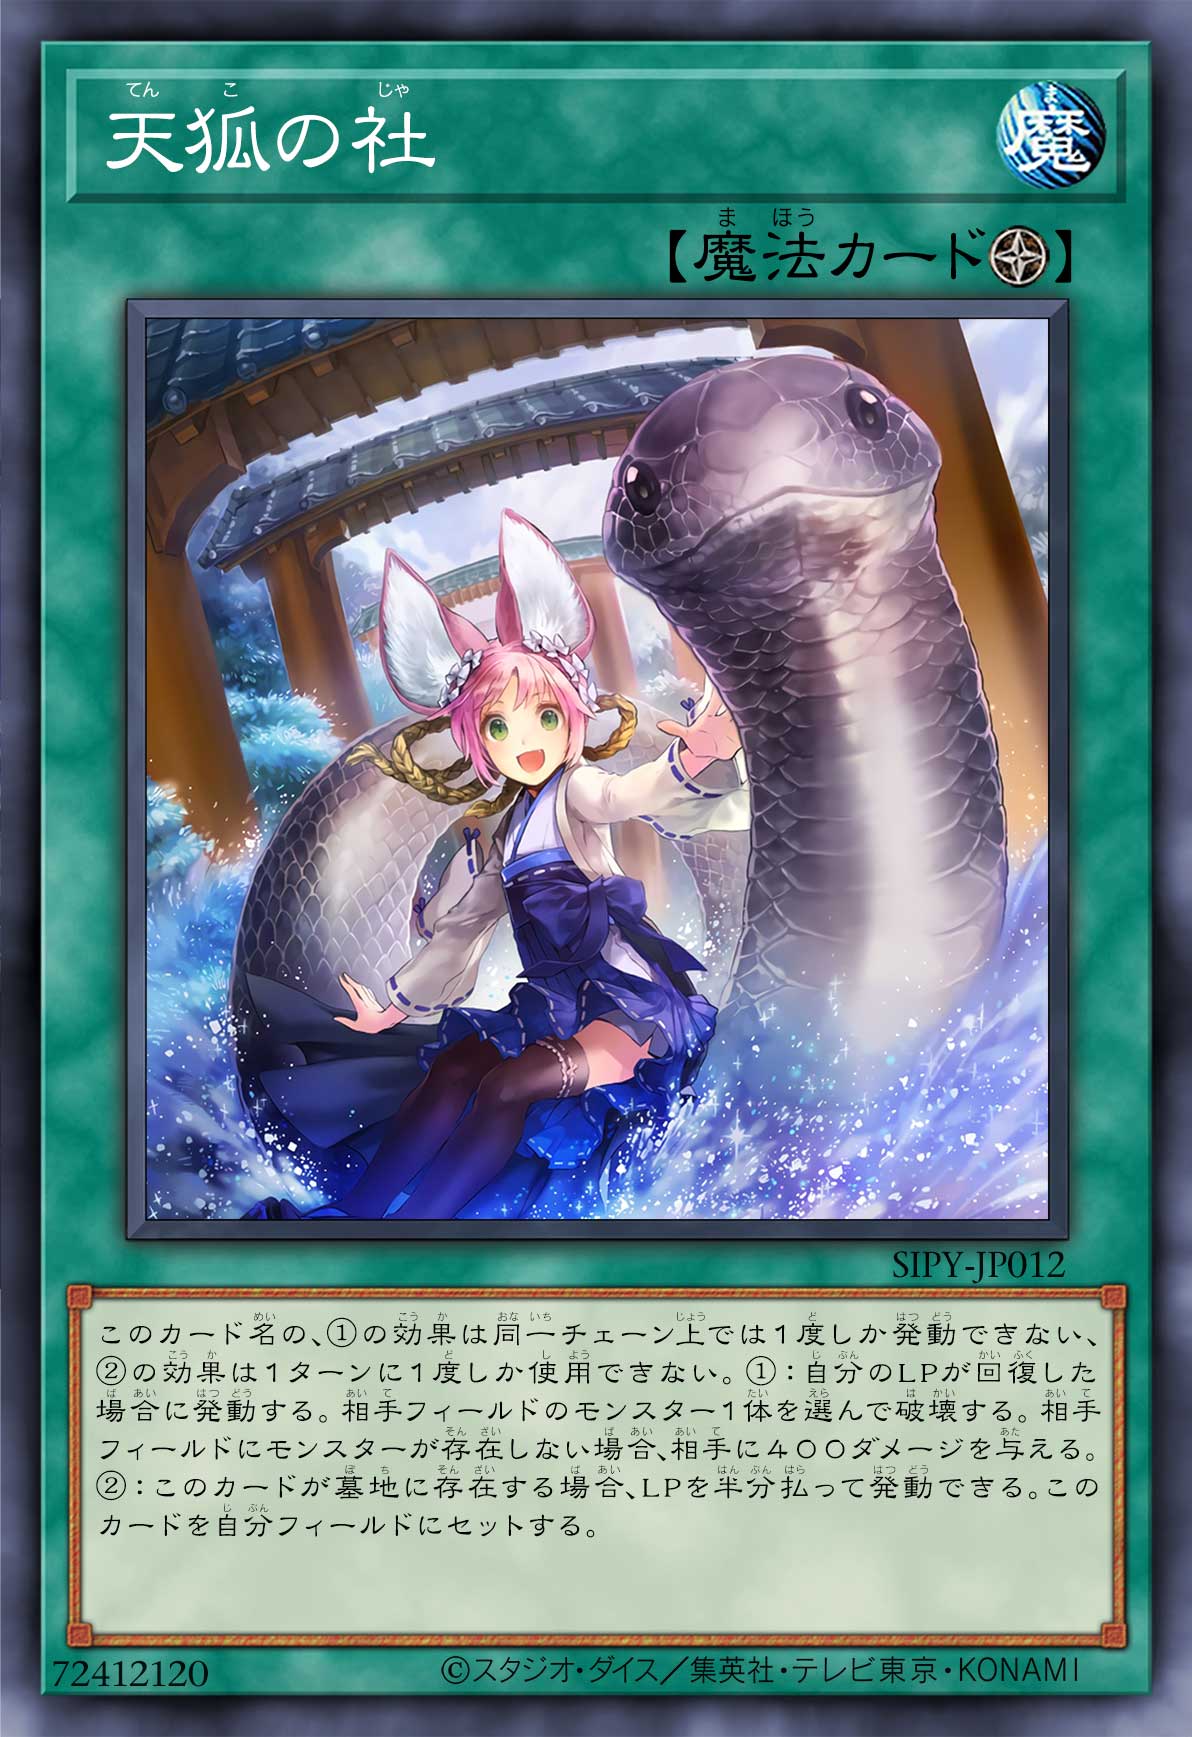 天狐の社
てん こ じゃ
魔
ま
【魔法カード】
ま ほう
SIPY-JP012
このカード名の、①の効果は同一チェーン上では１度しか発動できない、
②の効果は１ターンに１度しか使用できない。①：自分のLPが回復した
場合に発動する。相手フィールドのモンスター１体を選んで破壊する。相手
フィールドにモンスターが存在しない場合、相手に４００ダメージを与える。
②：このカードが墓地に存在する場合、LPを半分払って発動できる。この
カードを自分フィールドにセットする。
72412120
©スタジオ・ダイス／集英社・テレビ東京・KONAMI